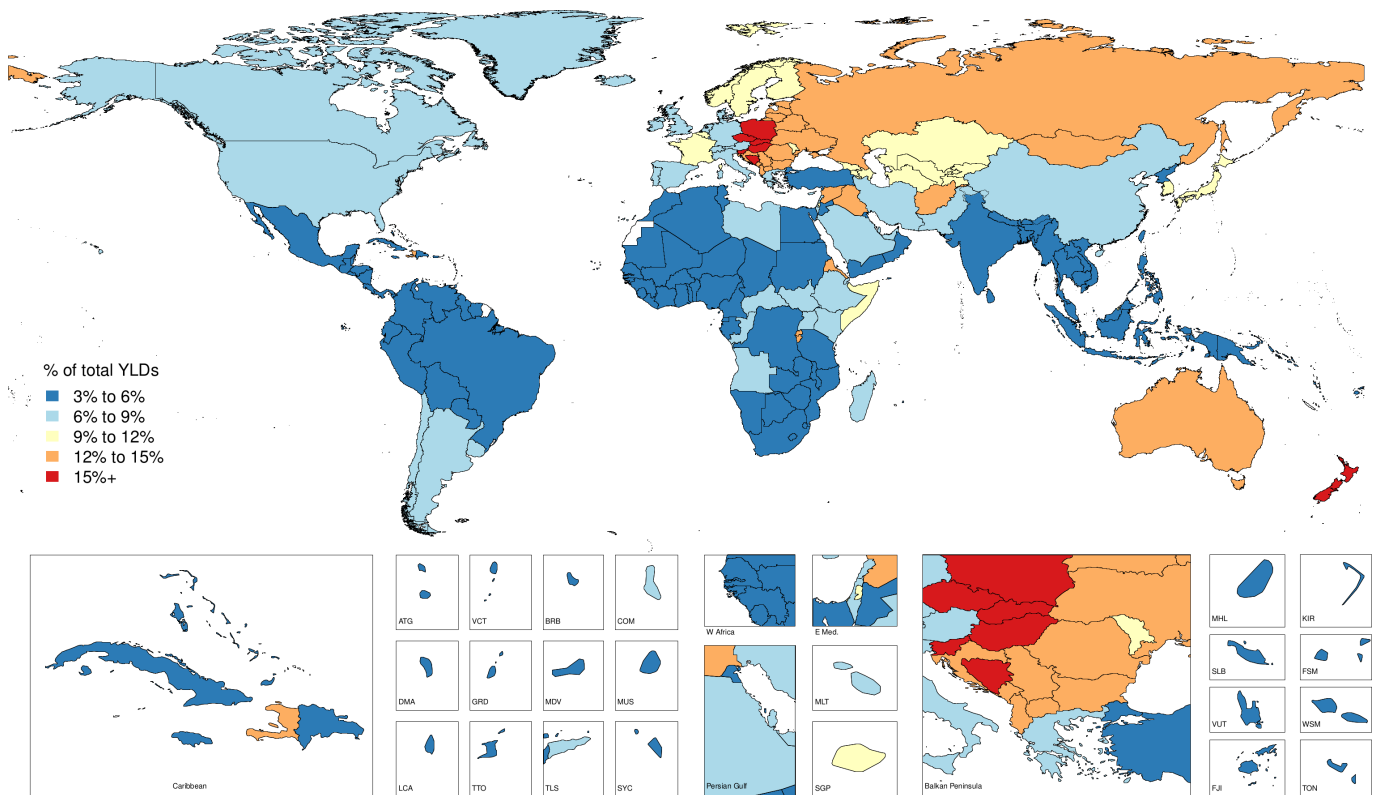 % of total YLDs
3% to 6%
6% to 9%
9% to 12%
12% to 15%
15%+
Caribbean
ATG
VCT
BRB
COM
DMA
GRD
MDV
MUS
LCA
TTO
TLS
SYC
W Africa
E Med.
Persian Gulf
MLT
SGP
Balkan Peninsula
MHL
KIR
SLB
FSM
VUT
WSM
FJI
TON